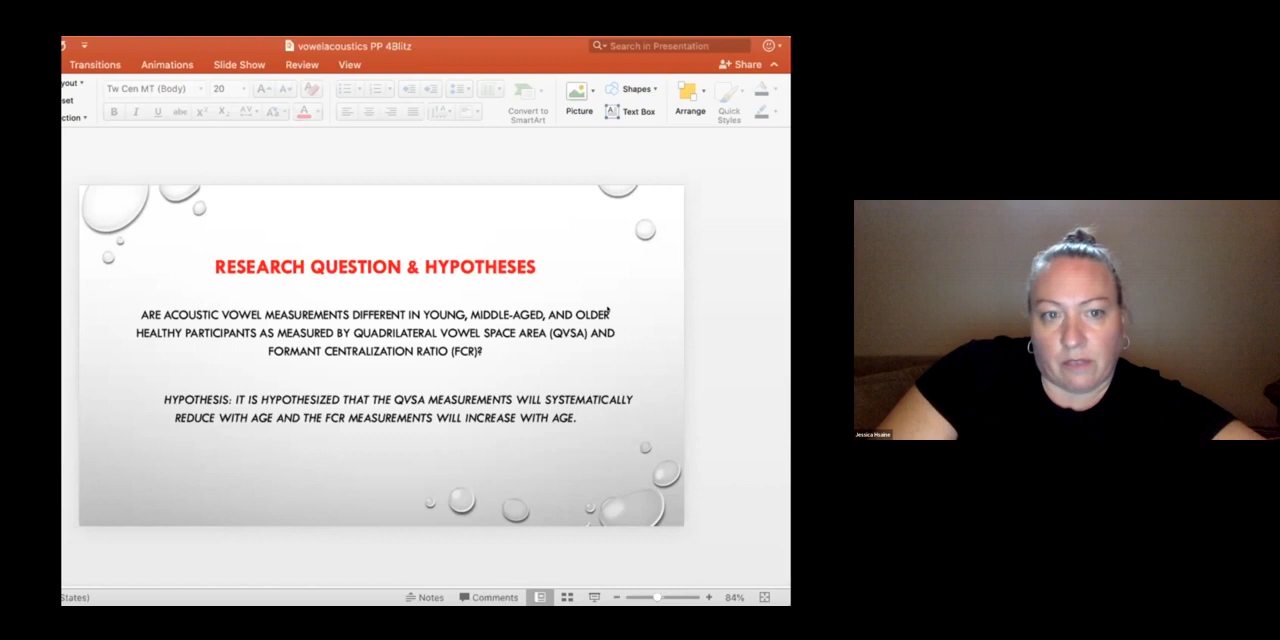 vowelacoustics PP 4Blitz
Search in Presentation
Transitions Animations Slide Show Review View
Share
yout
Tw Cen MT (Body) 20
set
ction
Convert to
SmartArt
Picture
Shapes
Text Box
Arrange
Quick
Styles
RESEARCH QUESTION & HYPOTHESES
ARE ACOUSTIC VOWEL MEASUREMENTS DIFFERENT IN YOUNG, MIDDLE-AGED, AND OLDER
HEALTHY PARTICIPANTS AS MEASURED BY QUADRILATERAL VOWEL SPACE AREA (QVSA) AND
FORMANT CENTRALIZATION RATIO (FCR)?
HYPOTHESIS: IT IS HYPOTHESIZED THAT THE QVSA MEASUREMENTS WILL SYSTEMATICALLY
REDUCE WITH AGE AND THE FCR MEASUREMENTS WILL INCREASE WITH AGE.
States)
Notes Comments 84%
Jessica